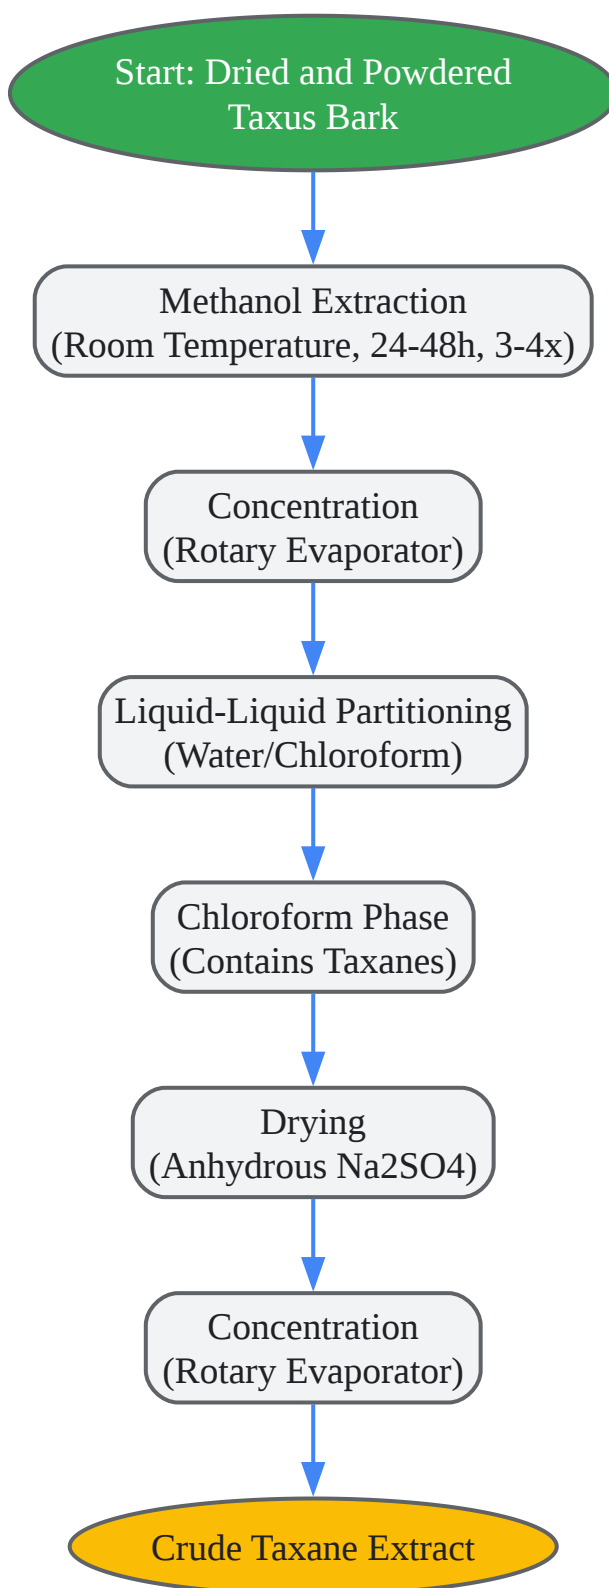 Start: Dried and Powdered
Taxus Bark
Methanol Extraction
(Room Temperature, 24-48h, 3-4x)
Concentration
(Rotary Evaporator)
Liquid-Liquid Partitioning
(Water/Chloroform)
Chloroform Phase
(Contains Taxanes)
Drying
(Anhydrous Na2SO4)
Concentration
(Rotary Evaporator)
Crude Taxane Extract